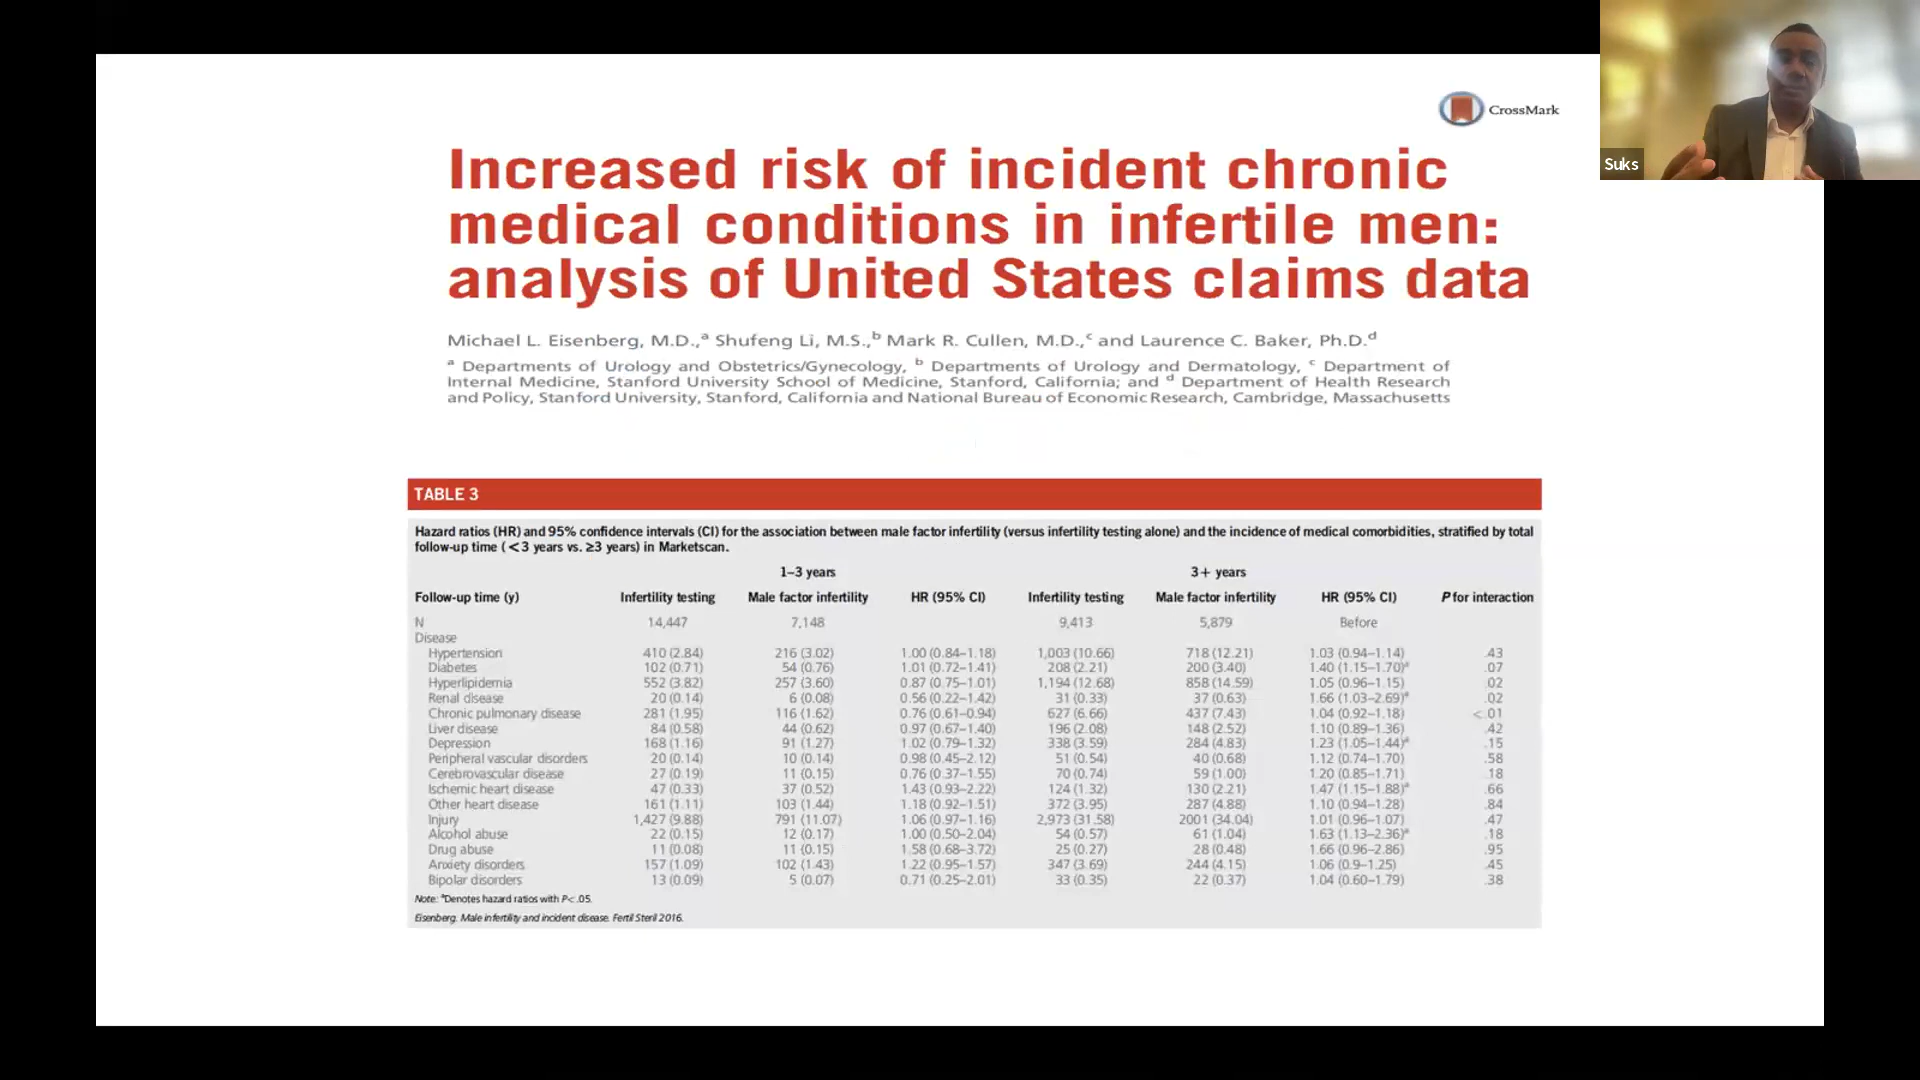 CrossMark
Suks
Increased risk of incident chronic
medical conditions in infertile men:
analysis of United States claims data
Michael L. Eisenberg, M.D.,a Shufeng Li, M.S.,b Mark R. Cullen, M.D.,c and Laurence C. Baker, Ph.D.d
a Departments of Urology and Obstetrics/Gynecology, b Departments of Urology and Dermatology, c Department of
Internal Medicine, Stanford University School of Medicine, Stanford, California; and d Department of Health Research
and Policy, Stanford University, Stanford, California and National Bureau of Economic Research, Cambridge, Massachusetts
TABLE 3
Hazard ratios (HR) and 95% confidence intervals (CI) for the association between male factor infertility (versus infertility testing alone) and the incidence of medical comorbidities, stratified by total
follow-up time (<3 years vs. ≥3 years) in Marketscan.
1–3 years 3+ years
Follow-up time (y) Infertility testing Male factor infertility HR (95% CI) Infertility testing Male factor infertility HR (95% CI) P for interaction
N 14,447 7,148 9,413 5,879 Before
Disease
Hypertension 410 (2.84) 216 (3.02) 1.00 (0.84–1.18) 1,003 (10.66) 718 (12.21) 1.03 (0.94–1.14) .43
Diabetes 102 (0.71) 54 (0.76) 1.01 (0.72–1.41) 208 (2.21) 200 (3.40) 1.40 (1.15–1.70)a .07
Hyperlipidemia 552 (3.82) 257 (3.60) 0.87 (0.75–1.01) 1,194 (12.68) 858 (14.59) 1.05 (0.96–1.15) .02
Renal disease 20 (0.14) 6 (0.08) 0.56 (0.22–1.42) 31 (0.33) 37 (0.63) 1.66 (1.03–2.69)a .02
Chronic pulmonary disease 281 (1.95) 116 (1.62) 0.76 (0.61–0.94) 627 (6.66) 437 (7.43) 1.04 (0.92–1.18) <.01
Liver disease 84 (0.58) 44 (0.62) 0.97 (0.67–1.40) 196 (2.08) 148 (2.52) 1.10 (0.89–1.36) .42
Depression 168 (1.16) 91 (1.27) 1.02 (0.79–1.32) 338 (3.59) 284 (4.83) 1.23 (1.05–1.44)a .15
Peripheral vascular disorders 20 (0.14) 10 (0.14) 0.98 (0.45–2.12) 51 (0.54) 40 (0.68) 1.12 (0.74–1.70) .58
Cerebrovascular disease 27 (0.19) 11 (0.15) 0.76 (0.37–1.55) 70 (0.74) 59 (1.00) 1.20 (0.85–1.71) .18
Ischemic heart disease 47 (0.33) 37 (0.52) 1.43 (0.93–2.22) 124 (1.32) 130 (2.21) 1.47 (1.15–1.88)a .66
Other heart disease 161 (1.11) 103 (1.44) 1.18 (0.92–1.51) 372 (3.95) 287 (4.88) 1.10 (0.94–1.28) .84
Injury 1,427 (9.88) 791 (11.07) 1.06 (0.97–1.16) 2,973 (31.58) 2001 (34.04) 1.01 (0.96–1.07) .47
Alcohol abuse 22 (0.15) 12 (0.17) 1.00 (0.50–2.04) 54 (0.57) 61 (1.04) 1.63 (1.13–2.36)a .18
Drug abuse 11 (0.08) 11 (0.15) 1.58 (0.68–3.72) 25 (0.27) 28 (0.48) 1.66 (0.96–2.86) .95
Anxiety disorders 157 (1.09) 102 (1.43) 1.22 (0.95–1.57) 347 (3.69) 244 (4.15) 1.06 (0.9–1.25) .45
Bipolar disorders 13 (0.09) 5 (0.07) 0.71 (0.25–2.01) 33 (0.35) 22 (0.37) 1.04 (0.60–1.79) .38
Note: aDenotes hazard ratios with P<.05.
Eisenberg. Male infertility and incident disease. Fertil Steril 2016.